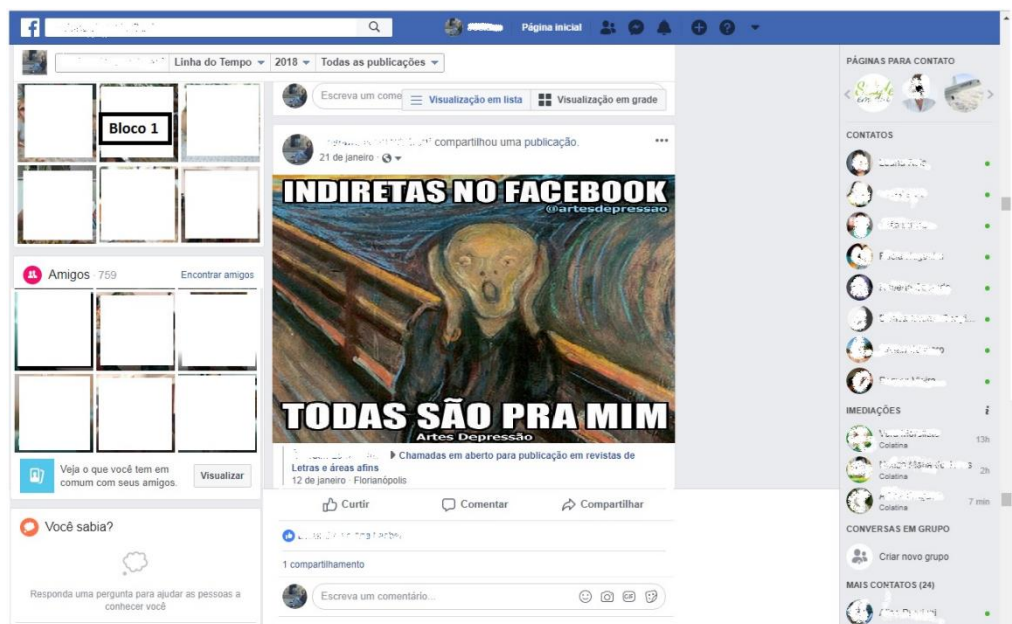 f
Página inicial
Linha do Tempo 2018 Todas as publicações
Bloco 1
Amigos · 759 Encontrar amigos
Veja o que você tem em
comum com seus amigos.
Visualizar
Você sabia?
Responda uma pergunta para ajudar as pessoas a
conhecer você
Escreva um come
Visualização em lista Visualização em grade
compartilhou uma publicação.
21 de janeiro ·
INDIRETAS NO FACEBOOK
@artesdepressao
TODAS SÃO PRA MIM
Artes Depressão
Chamadas em aberto para publicação em revistas de
Letras e áreas afins
12 de janeiro · Florianópolis
Curtir Comentar Compartilhar
1 compartilhamento
Escreva um comentário...
GIF
PÁGINAS PARA CONTATO
CONTATOS
IMEDIAÇÕES i
Colatina
13h
Colatina
2h
Colatina
7 min
CONVERSAS EM GRUPO
Criar novo grupo
MAIS CONTATOS (24)